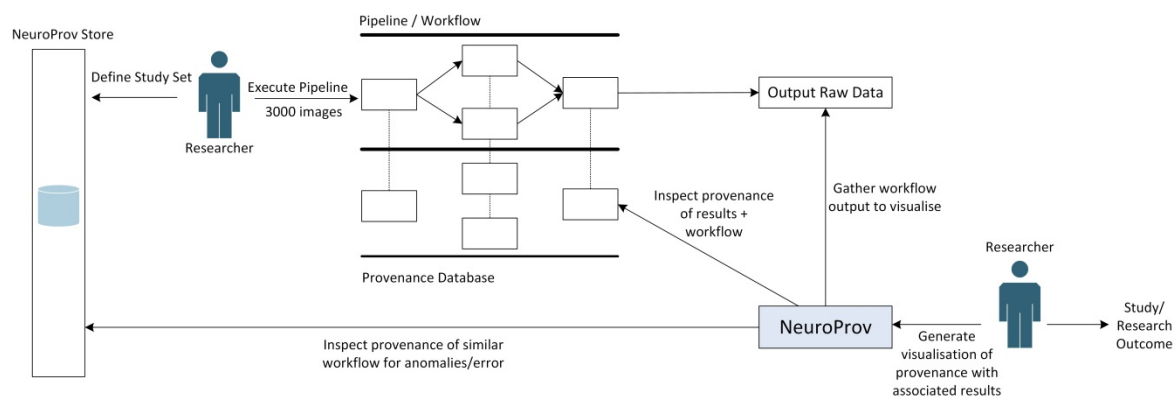 NeuroProv Store
Define Study Set
Researcher
Execute Pipeline
3000 images
Pipeline / Workflow
Output Raw Data
Provenance Database
Inspect provenance
of results +
workflow
Gather workflow
output to visualise
NeuroProv
Researcher
Generate
visualisation of
provenance with
associated results
Study/
Research
Outcome
Inspect provenance of similar
workflow for anomalies/error